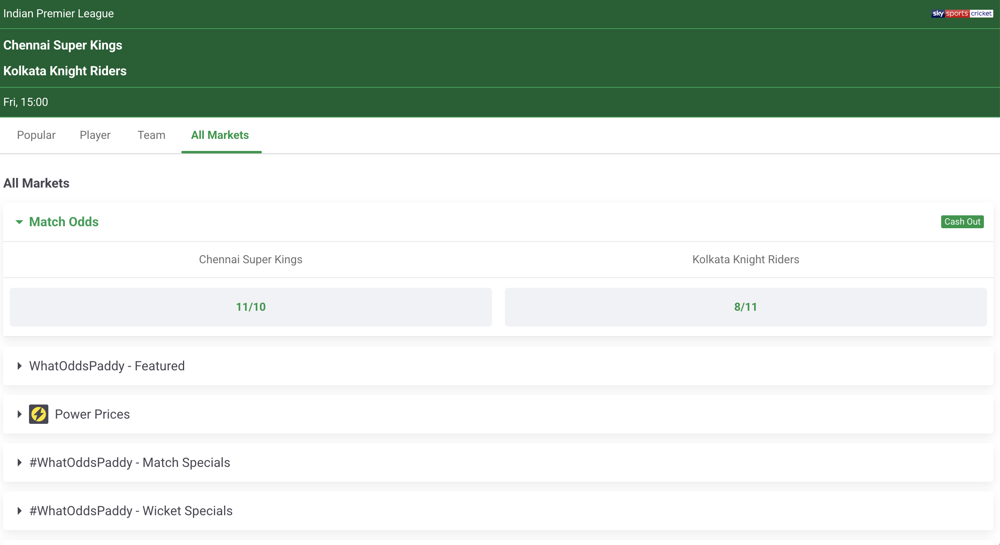 Indian Premier League
sky sports cricket
Chennai Super Kings
Kolkata Knight Riders
Fri, 15:00
Popular Player Team All Markets
All Markets
Match Odds Cash Out
Chennai Super Kings Kolkata Knight Riders
11/10 8/11
WhatOddsPaddy - Featured
Power Prices
#WhatOddsPaddy - Match Specials
#WhatOddsPaddy - Wicket Specials